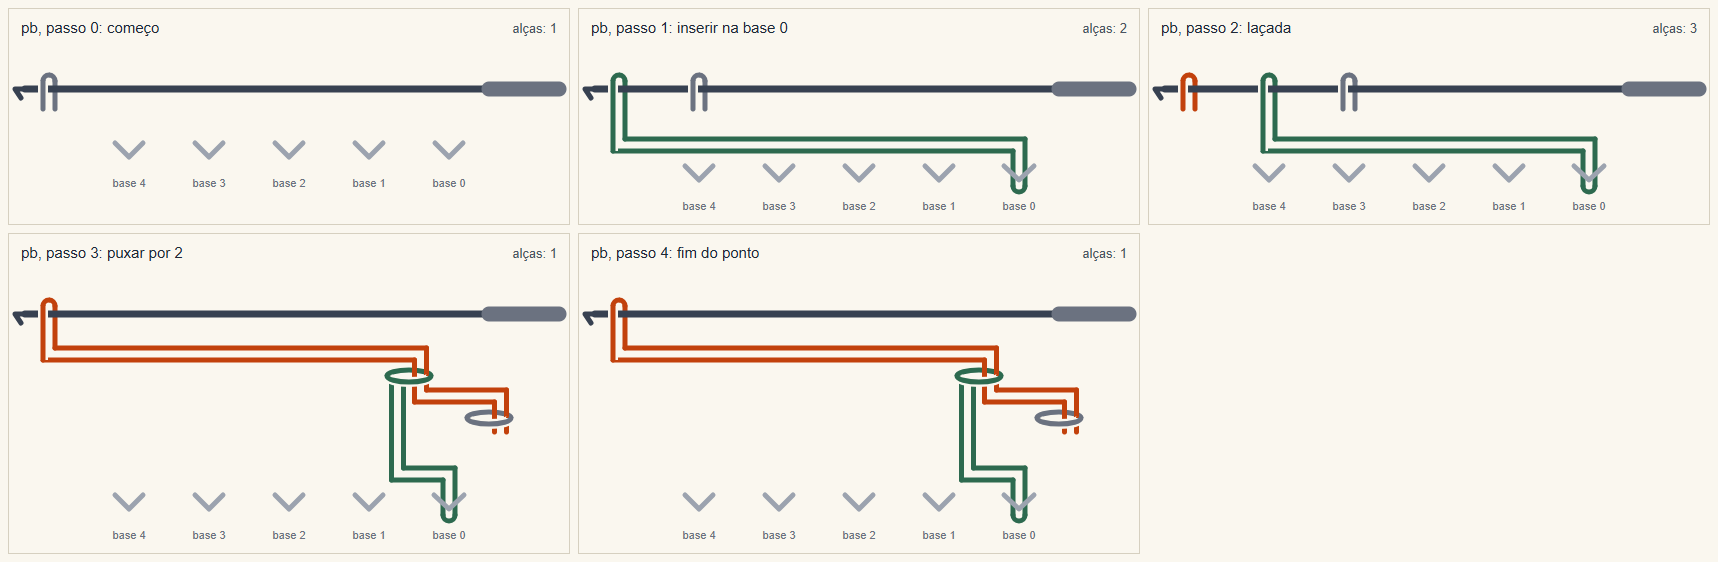 pb, passo 0: começo
alças: 1
base 4
base 3
base 2
base 1
base 0
pb, passo 1: inserir na base 0
alças: 2
base 4
base 3
base 2
base 1
base 0
pb, passo 2: laçada
alças: 3
base 4
base 3
base 2
base 1
base 0
pb, passo 3: puxar por 2
alças: 1
base 4
base 3
base 2
base 1
base 0
pb, passo 4: fim do ponto
alças: 1
base 4
base 3
base 2
base 1
base 0